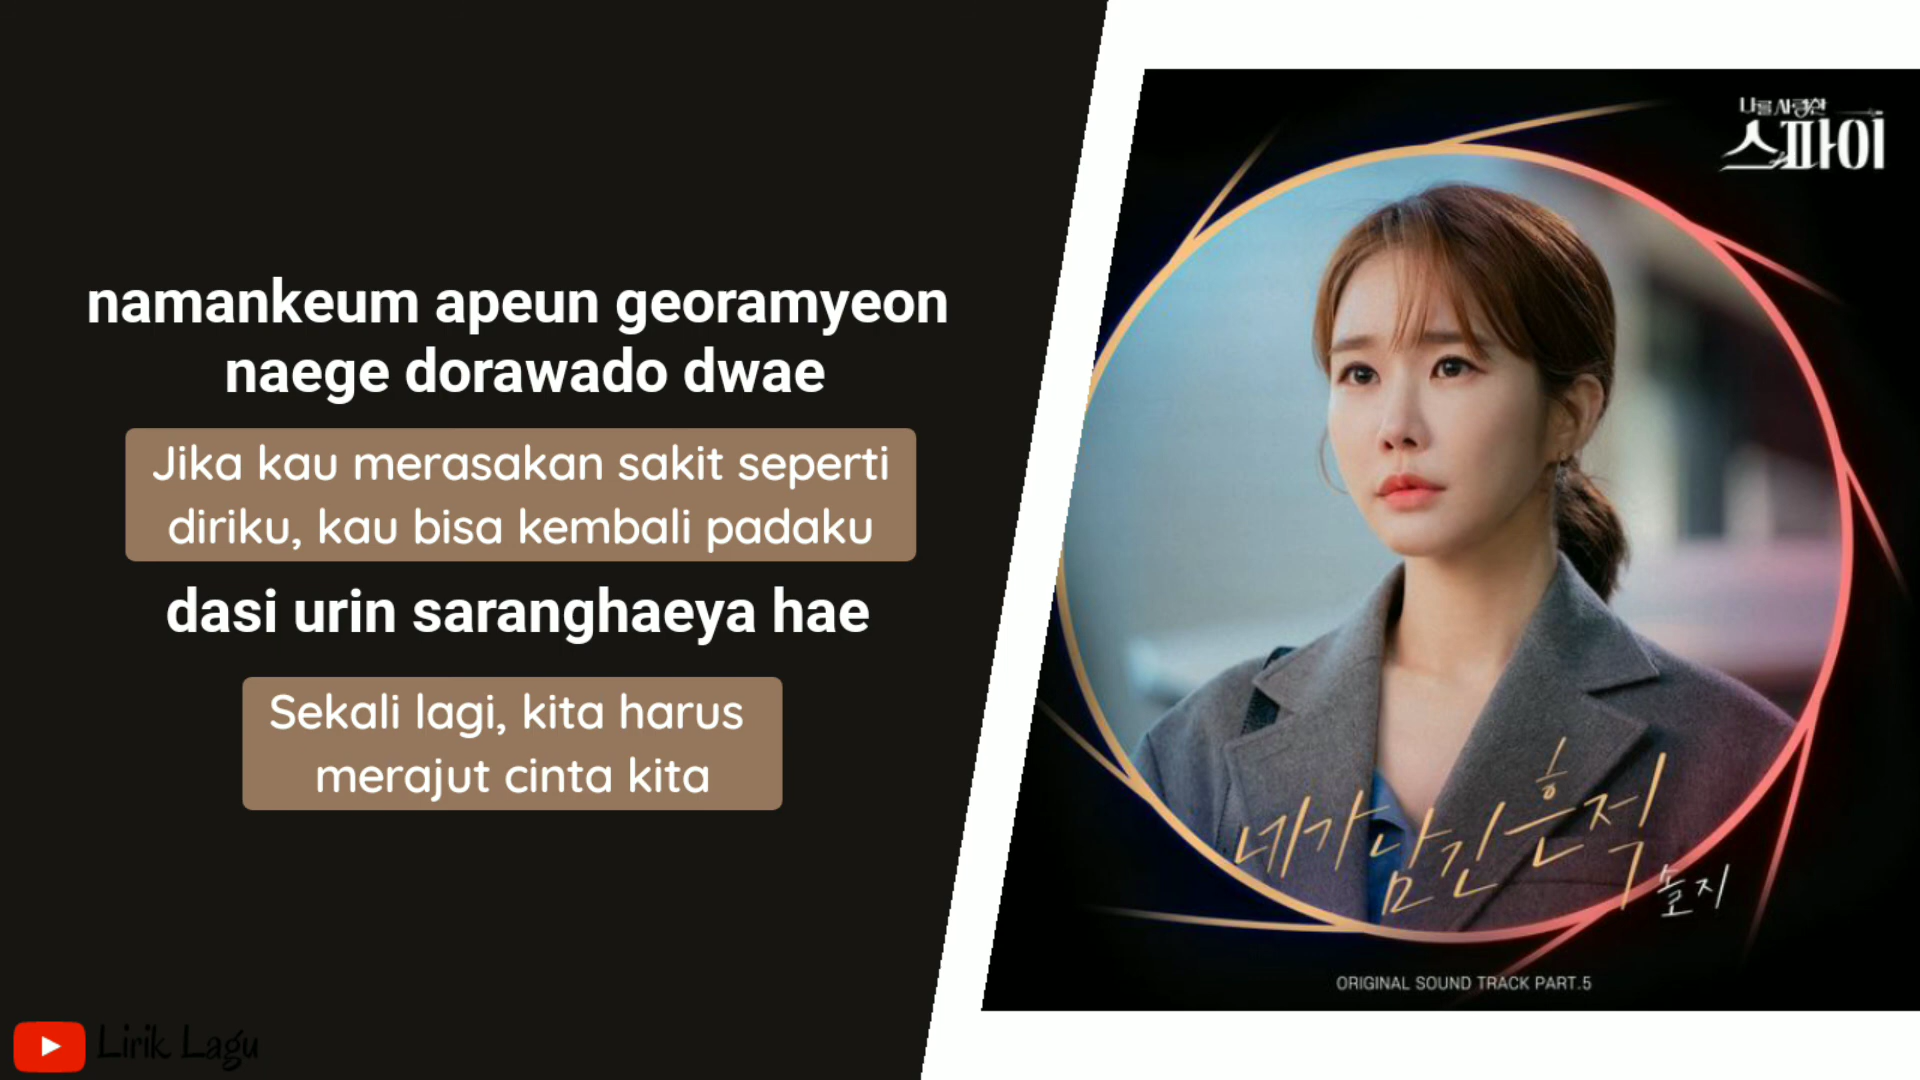 namankeum apeun georamyeon
naege dorawado dwae
Jika kau merasakan sakit seperti
diriku, kau bisa kembali padaku
dasi urin saranghaeya hae
Sekali lagi, kita harus
merajut cinta kita
Lirik Lagu
나를 사랑한
스파이
네가 남긴 흔적
솔지
ORIGINAL SOUND TRACK PART.5